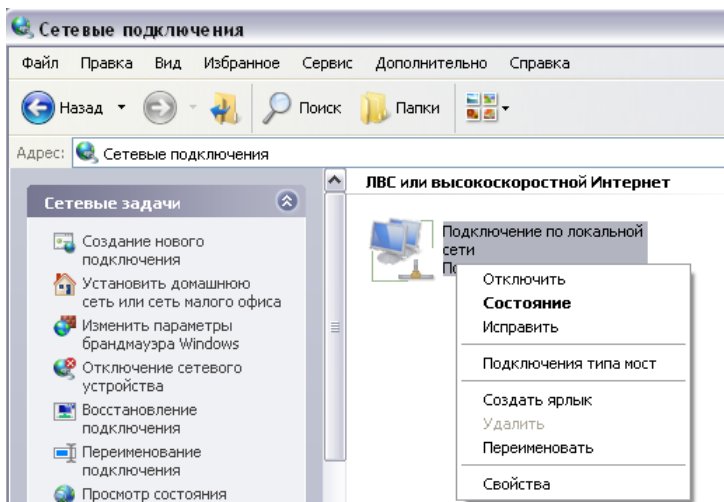 Сетевые подключения
Файл Правка Вид Избранное Сервис Дополнительно Справка
Назад Поиск Папки
Адрес: Сетевые подключения
Сетевые задачи
Создание нового
подключения
Установить домашнюю
сеть или сеть малого офиса
Изменить параметры
брандмауэра Windows
Отключение сетевого
устройства
Восстановление
подключения
Переименование
подключения
Просмотр состояния
ЛВС или высокоскоростной Интернет
Подключение по локальной
сети
Отключить
Состояние
Исправить
Подключения типа мост
Создать ярлык
Удалить
Переименовать
Свойства